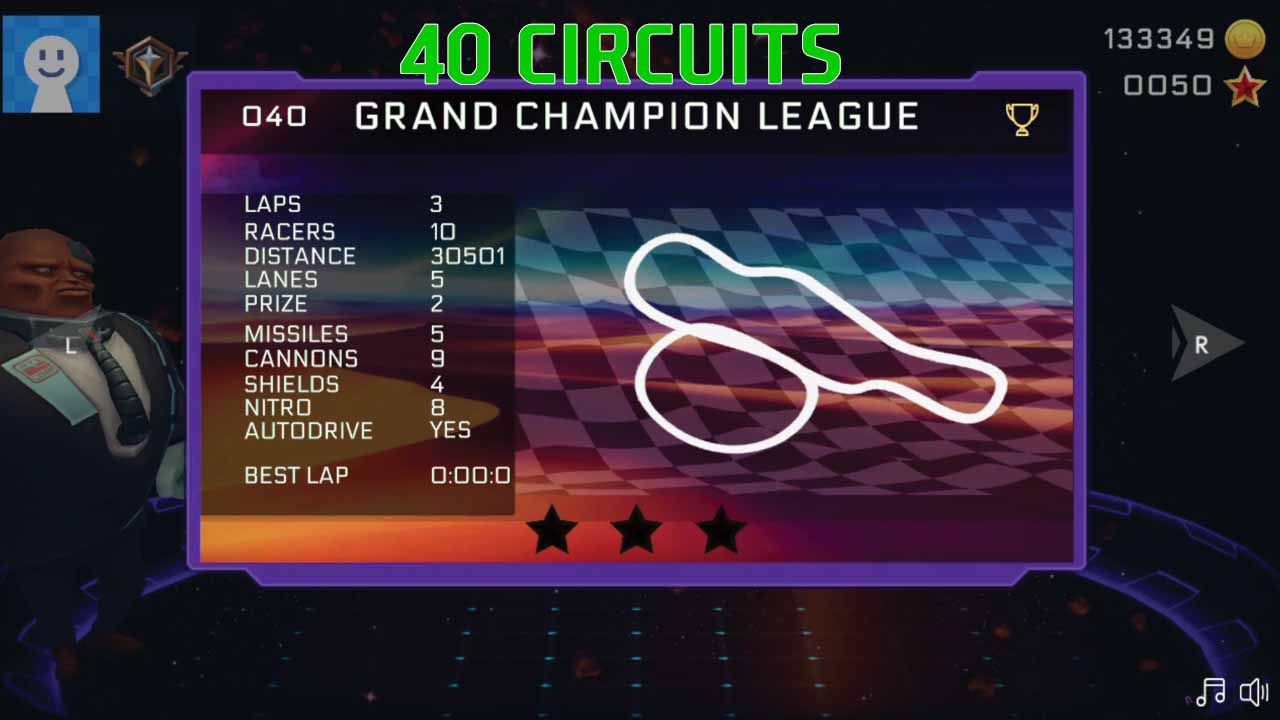 40 CIRCUITS
133349
0050
040 GRAND CHAMPION LEAGUE
LAPS 3
RACERS 10
DISTANCE 30501
LANES 5
PRIZE 2
MISSILES 5
CANNONS 9
SHIELDS 4
NITRO 8
AUTODRIVE YES
BEST LAP 0:00:0
L
R